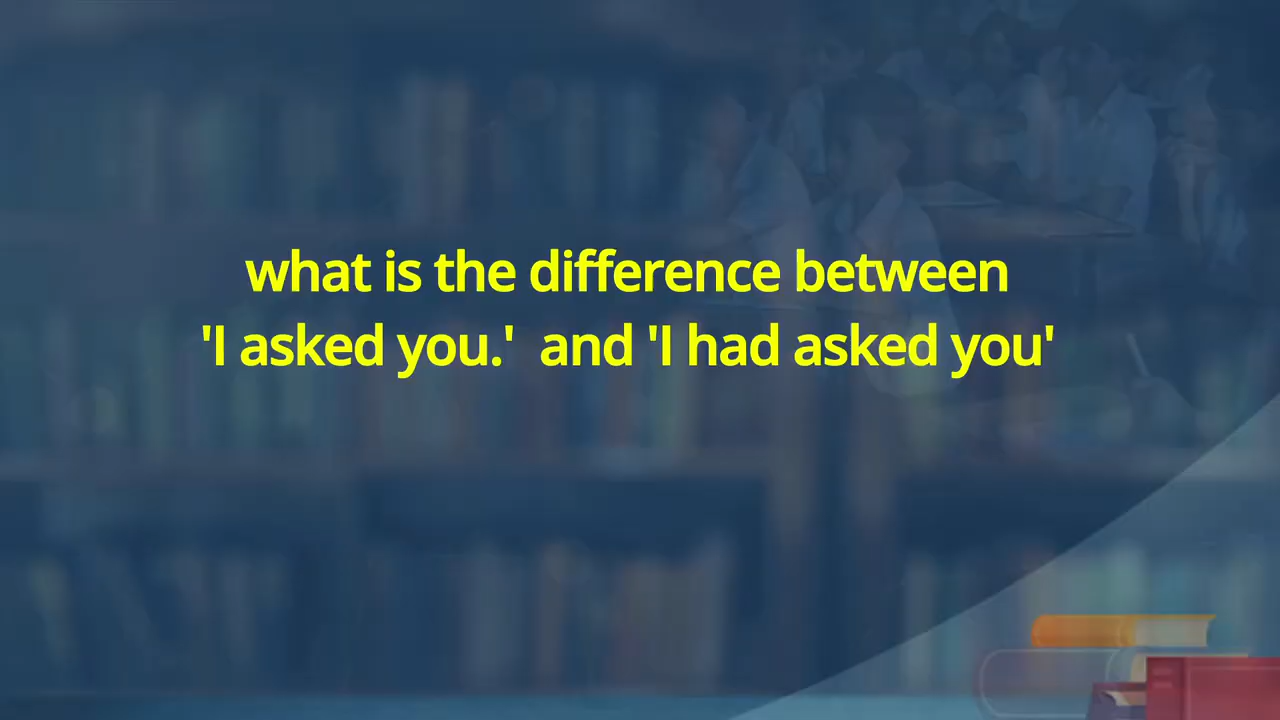 what is the difference between
'I asked you.' and 'I had asked you'